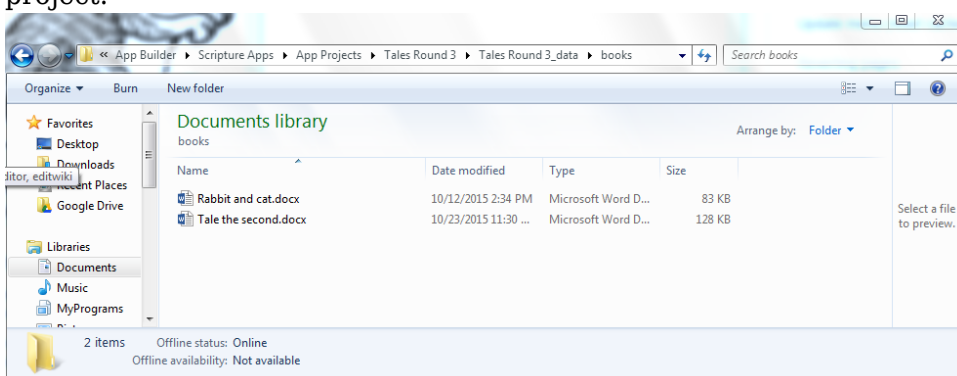 project.
« App Builder ▸ Scripture Apps ▸ App Projects ▸ Tales Round 3 ▸ Tales Round 3_data ▸ books
Search books
Organize ▾ Burn New folder
Favorites
Desktop
Downloads
ditor, editwiki
Recent Places
Google Drive
Libraries
Documents
Music
MyPrograms
Documents library
books
Arrange by: Folder ▾
Name Date modified Type Size
Rabbit and cat.docx 10/12/2015 2:34 PM Microsoft Word D... 83 KB
Tale the second.docx 10/23/2015 11:30 ... Microsoft Word D... 128 KB
Select a file
to preview.
2 items Offline status: Online
Offline availability: Not available